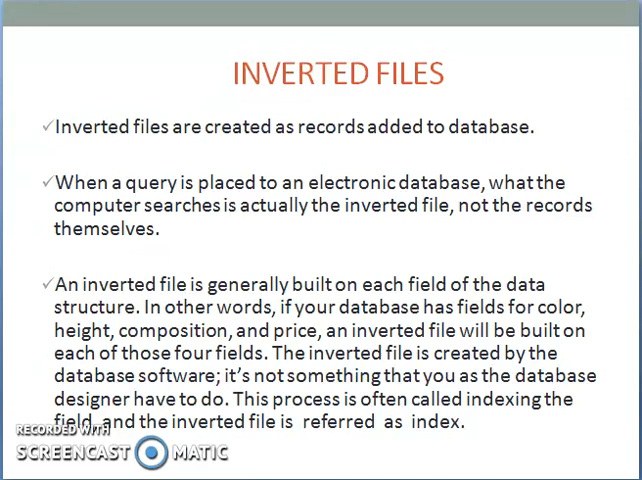 INVERTED FILES
✓Inverted files are created as records added to database.
✓When a query is placed to an electronic database, what the
computer searches is actually the inverted file, not the records
themselves.
✓An inverted file is generally built on each field of the data
structure. In other words, if your database has fields for color,
height, composition, and price, an inverted file will be built on
each of those four fields. The inverted file is created by the
database software; it's not something that you as the database
designer have to do. This process is often called indexing the
field, and the inverted file is referred as index.
RECORDED WITH
SCREENCAST MATIC